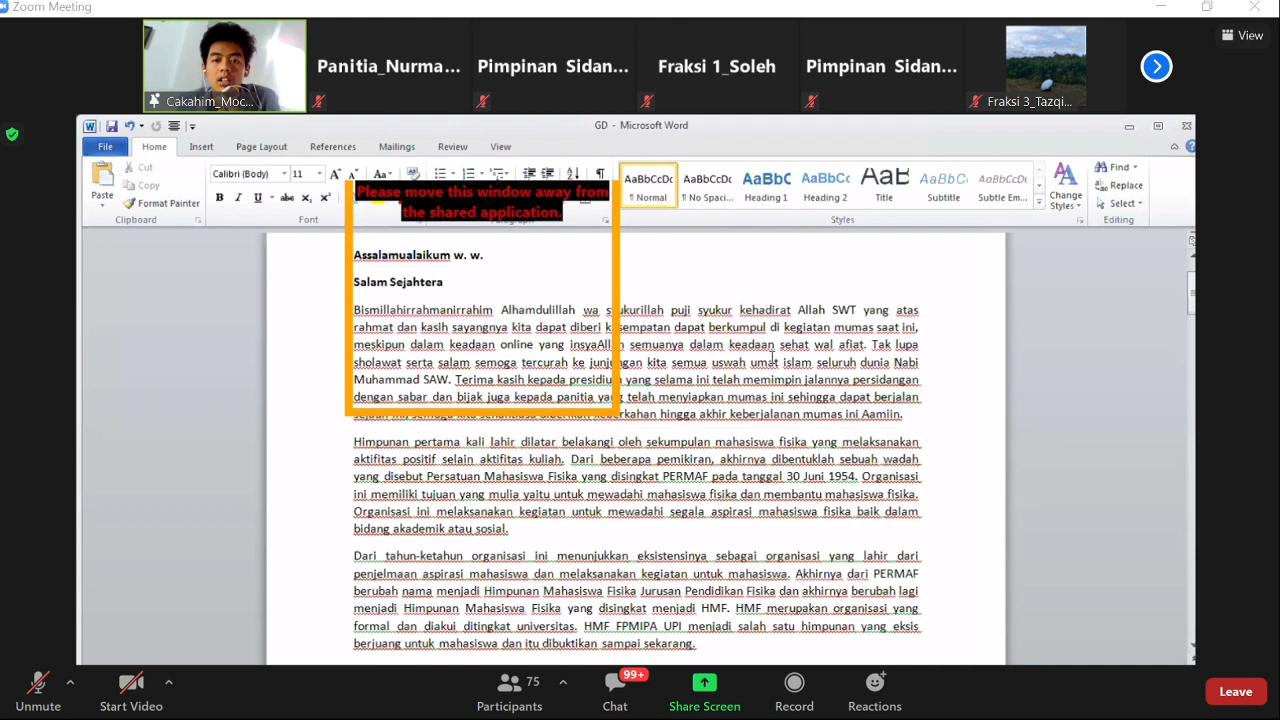 Zoom Meeting
View
Panitia_Nurma...
Pimpinan Sidan...
Fraksi 1_Soleh
Pimpinan Sidan...
Cakahim_Moc...
Fraksi 3_Tazqi...
GD - Microsoft Word
File Home Insert Page Layout References Mailings Review View
Paste
Cut
Copy
Format Painter
Clipboard
Calibri (Body) 11
Font
Please move this window away from
the shared application.
AaBbCcDc AaBbCcDc AaBbC AaBbCc AaB AaBbCc AaBbCcDc
¶ Normal ¶ No Spaci... Heading 1 Heading 2 Title Subtitle Subtle Em...
Styles
Change
Styles
Find
Replace
Select
Editing
Assalamualaikum w. w.
Salam Sejahtera
Bismillahirrahmanirrahim Alhamdulillah wa syukurillah puji syukur kehadirat Allah SWT yang atas
rahmat dan kasih sayangnya kita dapat diberi kesempatan dapat berkumpul di kegiatan mumas saat ini,
meskipun dalam keadaan online yang insyaAllah semuanya dalam keadaan sehat wal afiat. Tak lupa
sholawat serta salam semoga tercurah ke junjungan kita semua uswah umat islam seluruh dunia Nabi
Muhammad SAW. Terima kasih kepada presidium yang selama ini telah memimpin jalannya persidangan
dengan sabar dan bijak juga kepada panitia yang telah menyiapkan mumas ini sehingga dapat berjalan
sejauh ini, semoga kita senantiasa diberikan keberkahan hingga akhir keberjalanan mumas ini Aamiin.
Himpunan pertama kali lahir dilatar belakangi oleh sekumpulan mahasiswa fisika yang melaksanakan
aktifitas positif selain aktifitas kuliah. Dari beberapa pemikiran, akhirnya dibentuklah sebuah wadah
yang disebut Persatuan Mahasiswa Fisika yang disingkat PERMAF pada tanggal 30 Juni 1954. Organisasi
ini memiliki tujuan yang mulia yaitu untuk mewadahi mahasiswa fisika dan membantu mahasiswa fisika.
Organisasi ini melaksanakan kegiatan untuk mewadahi segala aspirasi mahasiswa fisika baik dalam
bidang akademik atau sosial.
Dari tahun-ketahun organisasi ini menunjukkan eksistensinya sebagai organisasi yang lahir dari
penjelmaan aspirasi mahasiswa dan melaksanakan kegiatan untuk mahasiswa. Akhirnya dari PERMAF
berubah nama menjadi Himpunan Mahasiswa Fisika Jurusan Pendidikan Fisika dan akhirnya berubah lagi
menjadi Himpunan Mahasiswa Fisika yang disingkat menjadi HMF. HMF merupakan organisasi yang
formal dan diakui ditingkat universitas. HMF FPMIPA UPI menjadi salah satu himpunan yang eksis
berjuang untuk mahasiswa dan itu dibuktikan sampai sekarang.
Unmute
Start Video
75
Participants
99+
Chat
Share Screen
Record
Reactions
Leave